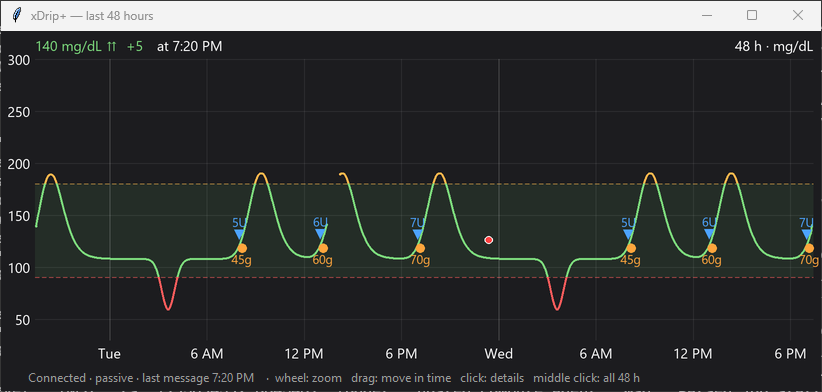 xDrip+ — last 48 hours
140 mg/dL ⇈ +5 at 7:20 PM 48 h · mg/dL
300
250
200
150
100
50
5U 6U 7U 5U 6U 7U
45g 60g 70g 45g 60g 70g
Tue 6 AM 12 PM 6 PM Wed 6 AM 12 PM 6 PM
Connected · passive · last message 7:20 PM · wheel: zoom drag: move in time click: details middle click: all 48 h